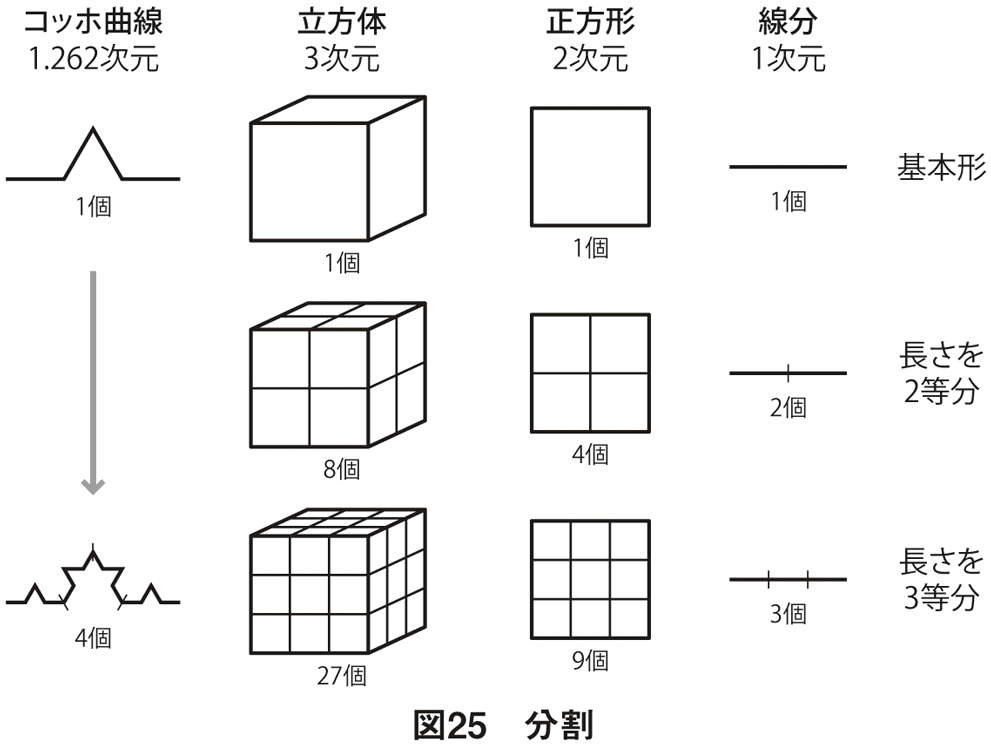 コッホ曲線
1.262次元
立方体
3次元
正方形
2次元
線分
1次元
基本形
1個
1個
1個
1個
長さを
2等分
8個
4個
2個
長さを
3等分
4個
27個
9個
3個
図25 分割